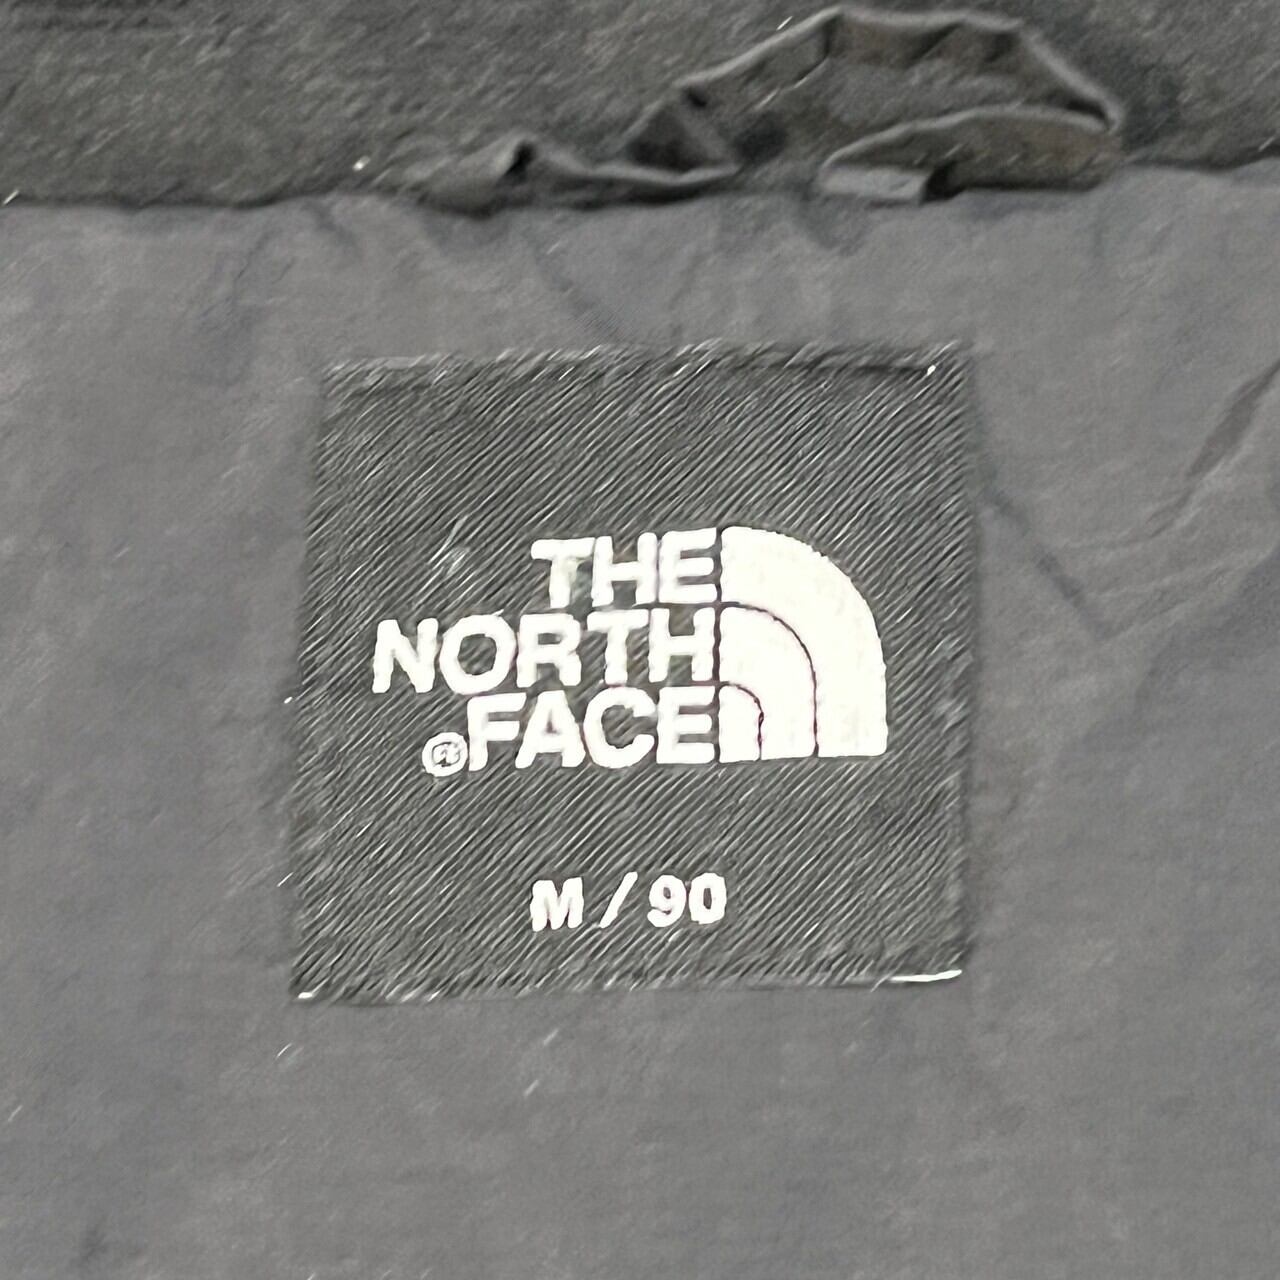 THE
NORTH
®FACE
M / 90